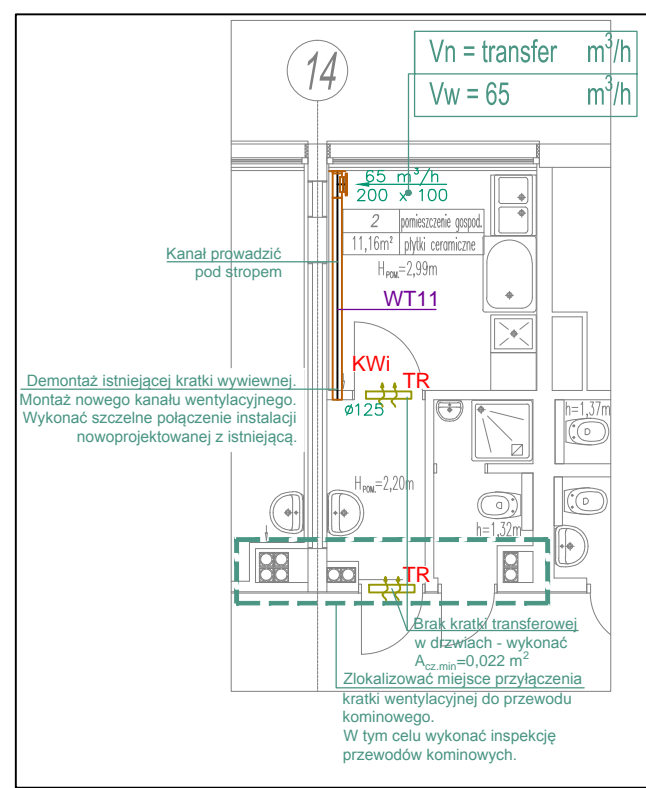 14
Vn = transfer m³/h
Vw = 65 m³/h
65 m³/h
200 x 100
2 pomieszczenie gospod.
11,16m² płytki ceramiczne
Hᴘᴏᴍ.=2,99m
Kanał prowadzić
pod stropem
WT11
KWi
TR
Demontaż istniejącej kratki wywiewnej.
Montaż nowego kanału wentylacyjnego.
Wykonać szczelne połączenie instalacji
nowoprojektowanej z istniejącą.
ø125
h=1,37m
Hᴘᴏᴍ.=2,20m
h=1,32m
TR
Brak kratki transferowej
w drzwiach - wykonać
Acz.min=0,022 m²
Zlokalizować miejsce przyłączenia
kratki wentylacyjnej do przewodu
kominowego.
W tym celu wykonać inspekcję
przewodów kominowych.